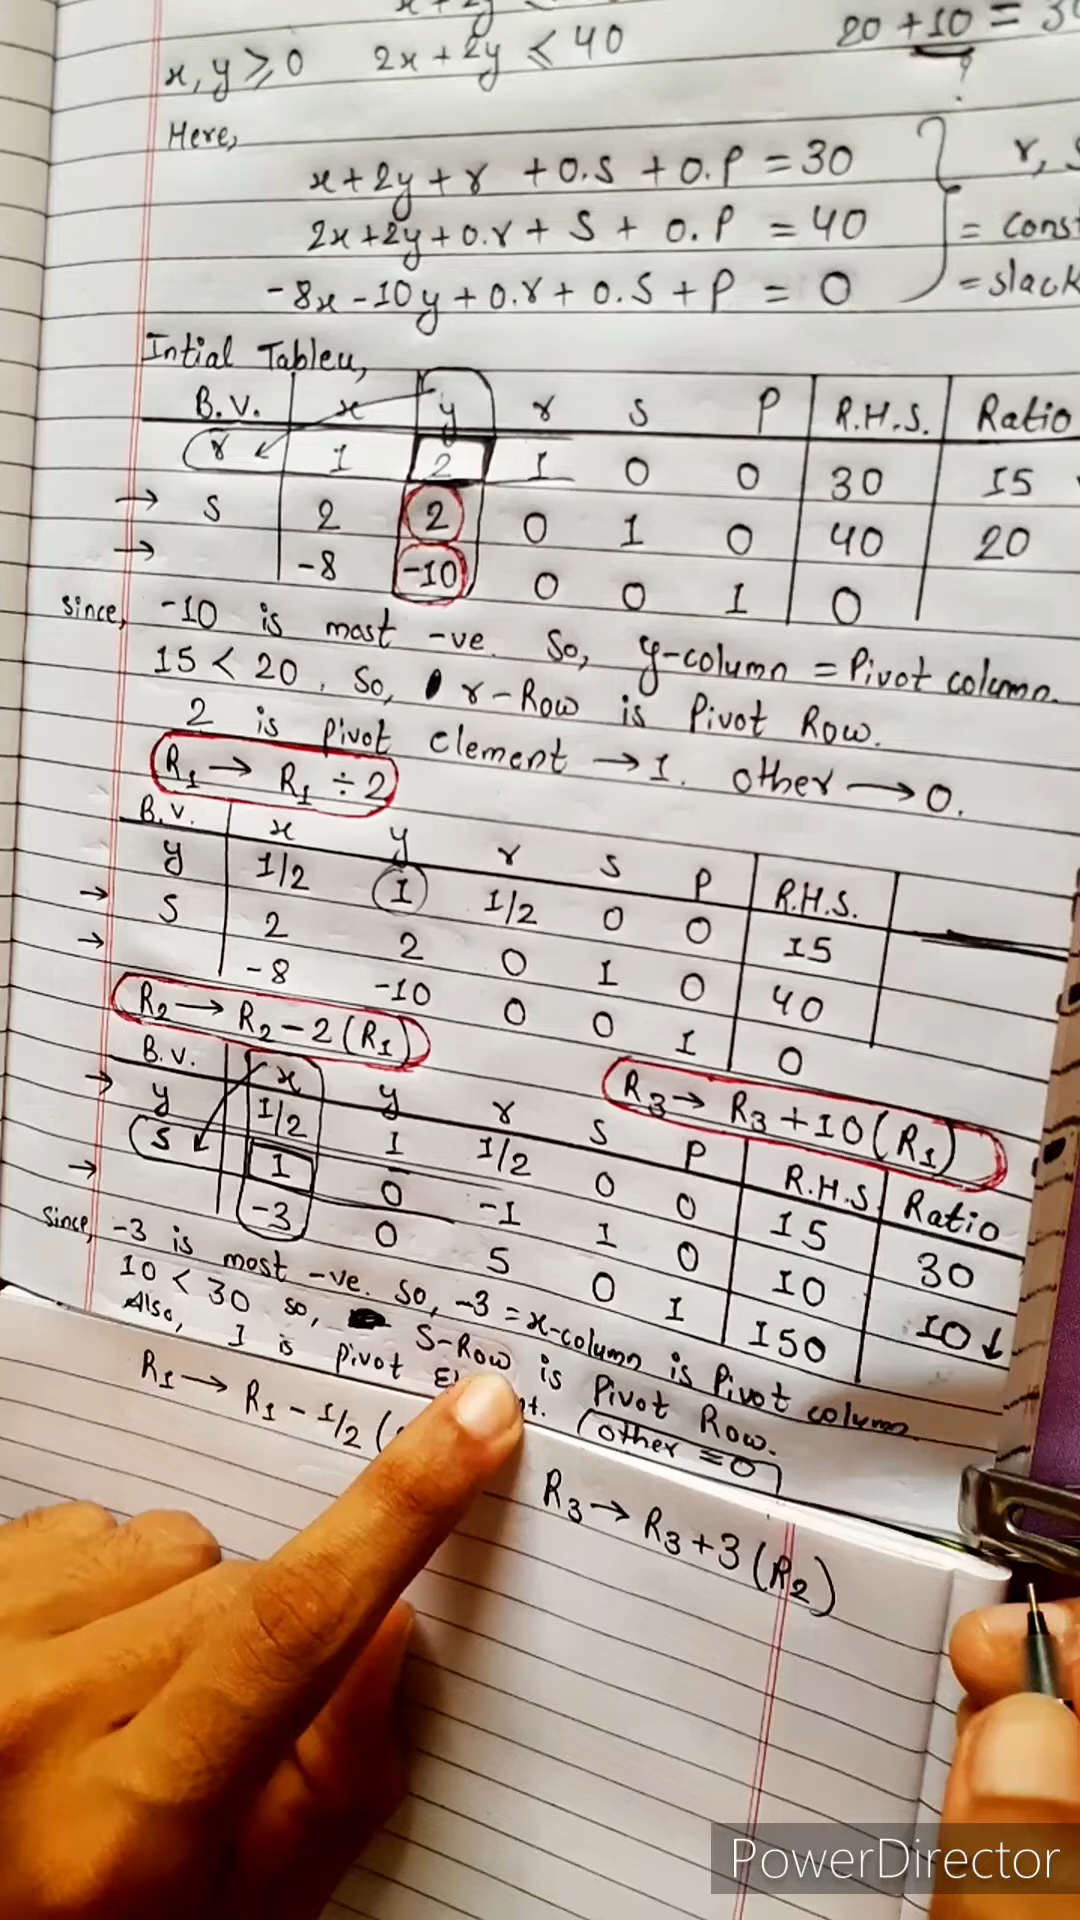 x+2y
x, y ⩾ 0 2x + 2y ⩽ 40 20 + 10 = 30
?
Here,
x + 2y + r + 0.s + 0.P = 30 r, s
2x + 2y + 0.r + s + 0.P = 40 = const
-8x - 10y + 0.r + 0.s + P = 0 = slack
Intial Tableu,
B.V. x y r s P R.H.S. Ratio
r 1 2 1 0 0 30 15
→ s 2 2 0 1 0 40 20
→ -8 -10 0 0 1 0
Since, -10 is most -ve. So, y-column = Pivot column.
15 < 20. So, r-Row is Pivot Row.
2 is pivot element → 1. other → 0.
R1 → R1 ÷ 2
B.V. x y r s P R.H.S.
y 1/2 1 1/2 0 0 15
→ s 2 2 0 1 0 40
→ -8 -10 0 0 1 0
R2 → R2 - 2 (R1) R3 → R3 + 10 (R1)
B.V. x y r s P R.H.S. Ratio
→ y 1/2 1 1/2 0 0 15 30
s 1 0 -1 1 0 10 10 ↓
→ -3 0 5 0 1 150
Since, -3 is most -ve. So, -3 = x-column is Pivot column
10 < 30 so, S-Row is Pivot Row.
Also, 1 is pivot (other = 0)
R1 → R1 - 1/2 ( R3 → R3 + 3 (R2)
PowerDirector